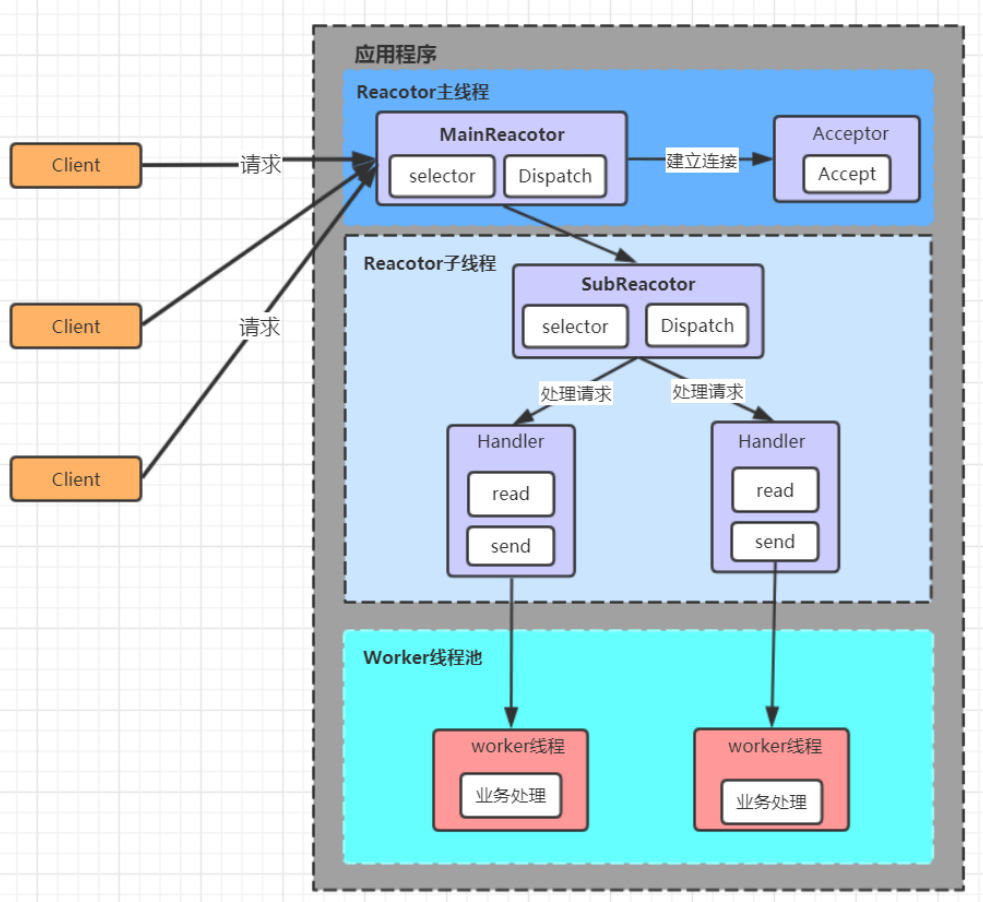 应用程序
Reacotor主线程
MainReacotor
selector
Dispatch
建立连接
Acceptor
Accept
Client
请求
Client
请求
Client
Reacotor子线程
SubReacotor
selector
Dispatch
处理请求
处理请求
Handler
read
send
Handler
read
send
Worker线程池
worker线程
业务处理
worker线程
业务处理